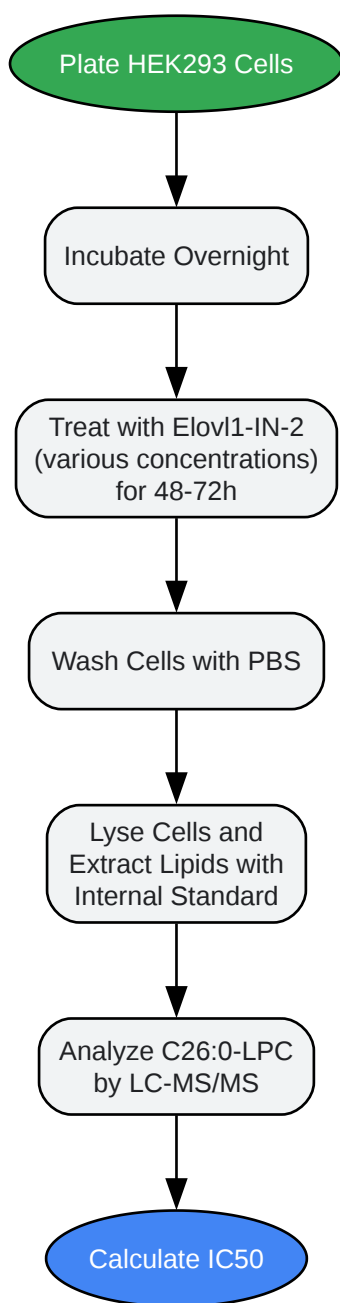 Plate HEK293 Cells
Incubate Overnight
Treat with Elovl1-IN-2
(various concentrations)
for 48-72h
Wash Cells with PBS
Lyse Cells and
Extract Lipids with
Internal Standard
Analyze C26:0-LPC
by LC-MS/MS
Calculate IC50